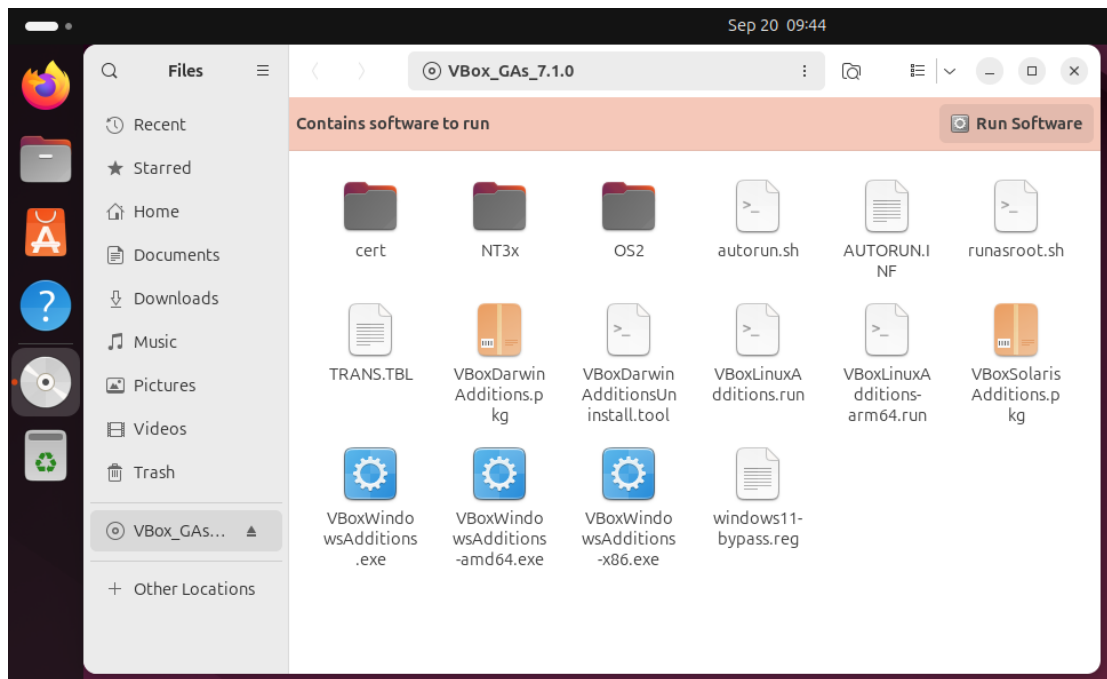 Sep 20 09:44
Files
VBox_GAs_7.1.0
Contains software to run
Run Software
Recent
Starred
Home
Documents
Downloads
Music
Pictures
Videos
Trash
VBox_GAs...
Other Locations
cert
NT3x
OS2
autorun.sh
AUTORUN.I
NF
runasroot.sh
TRANS.TBL
VBoxDarwin
Additions.p
kg
VBoxDarwin
AdditionsUn
install.tool
VBoxLinuxA
dditions.run
VBoxLinuxA
dditions-
arm64.run
VBoxSolaris
Additions.p
kg
VBoxWindo
wsAdditions
.exe
VBoxWindo
wsAdditions
-amd64.exe
VBoxWindo
wsAdditions
-x86.exe
windows11-
bypass.reg